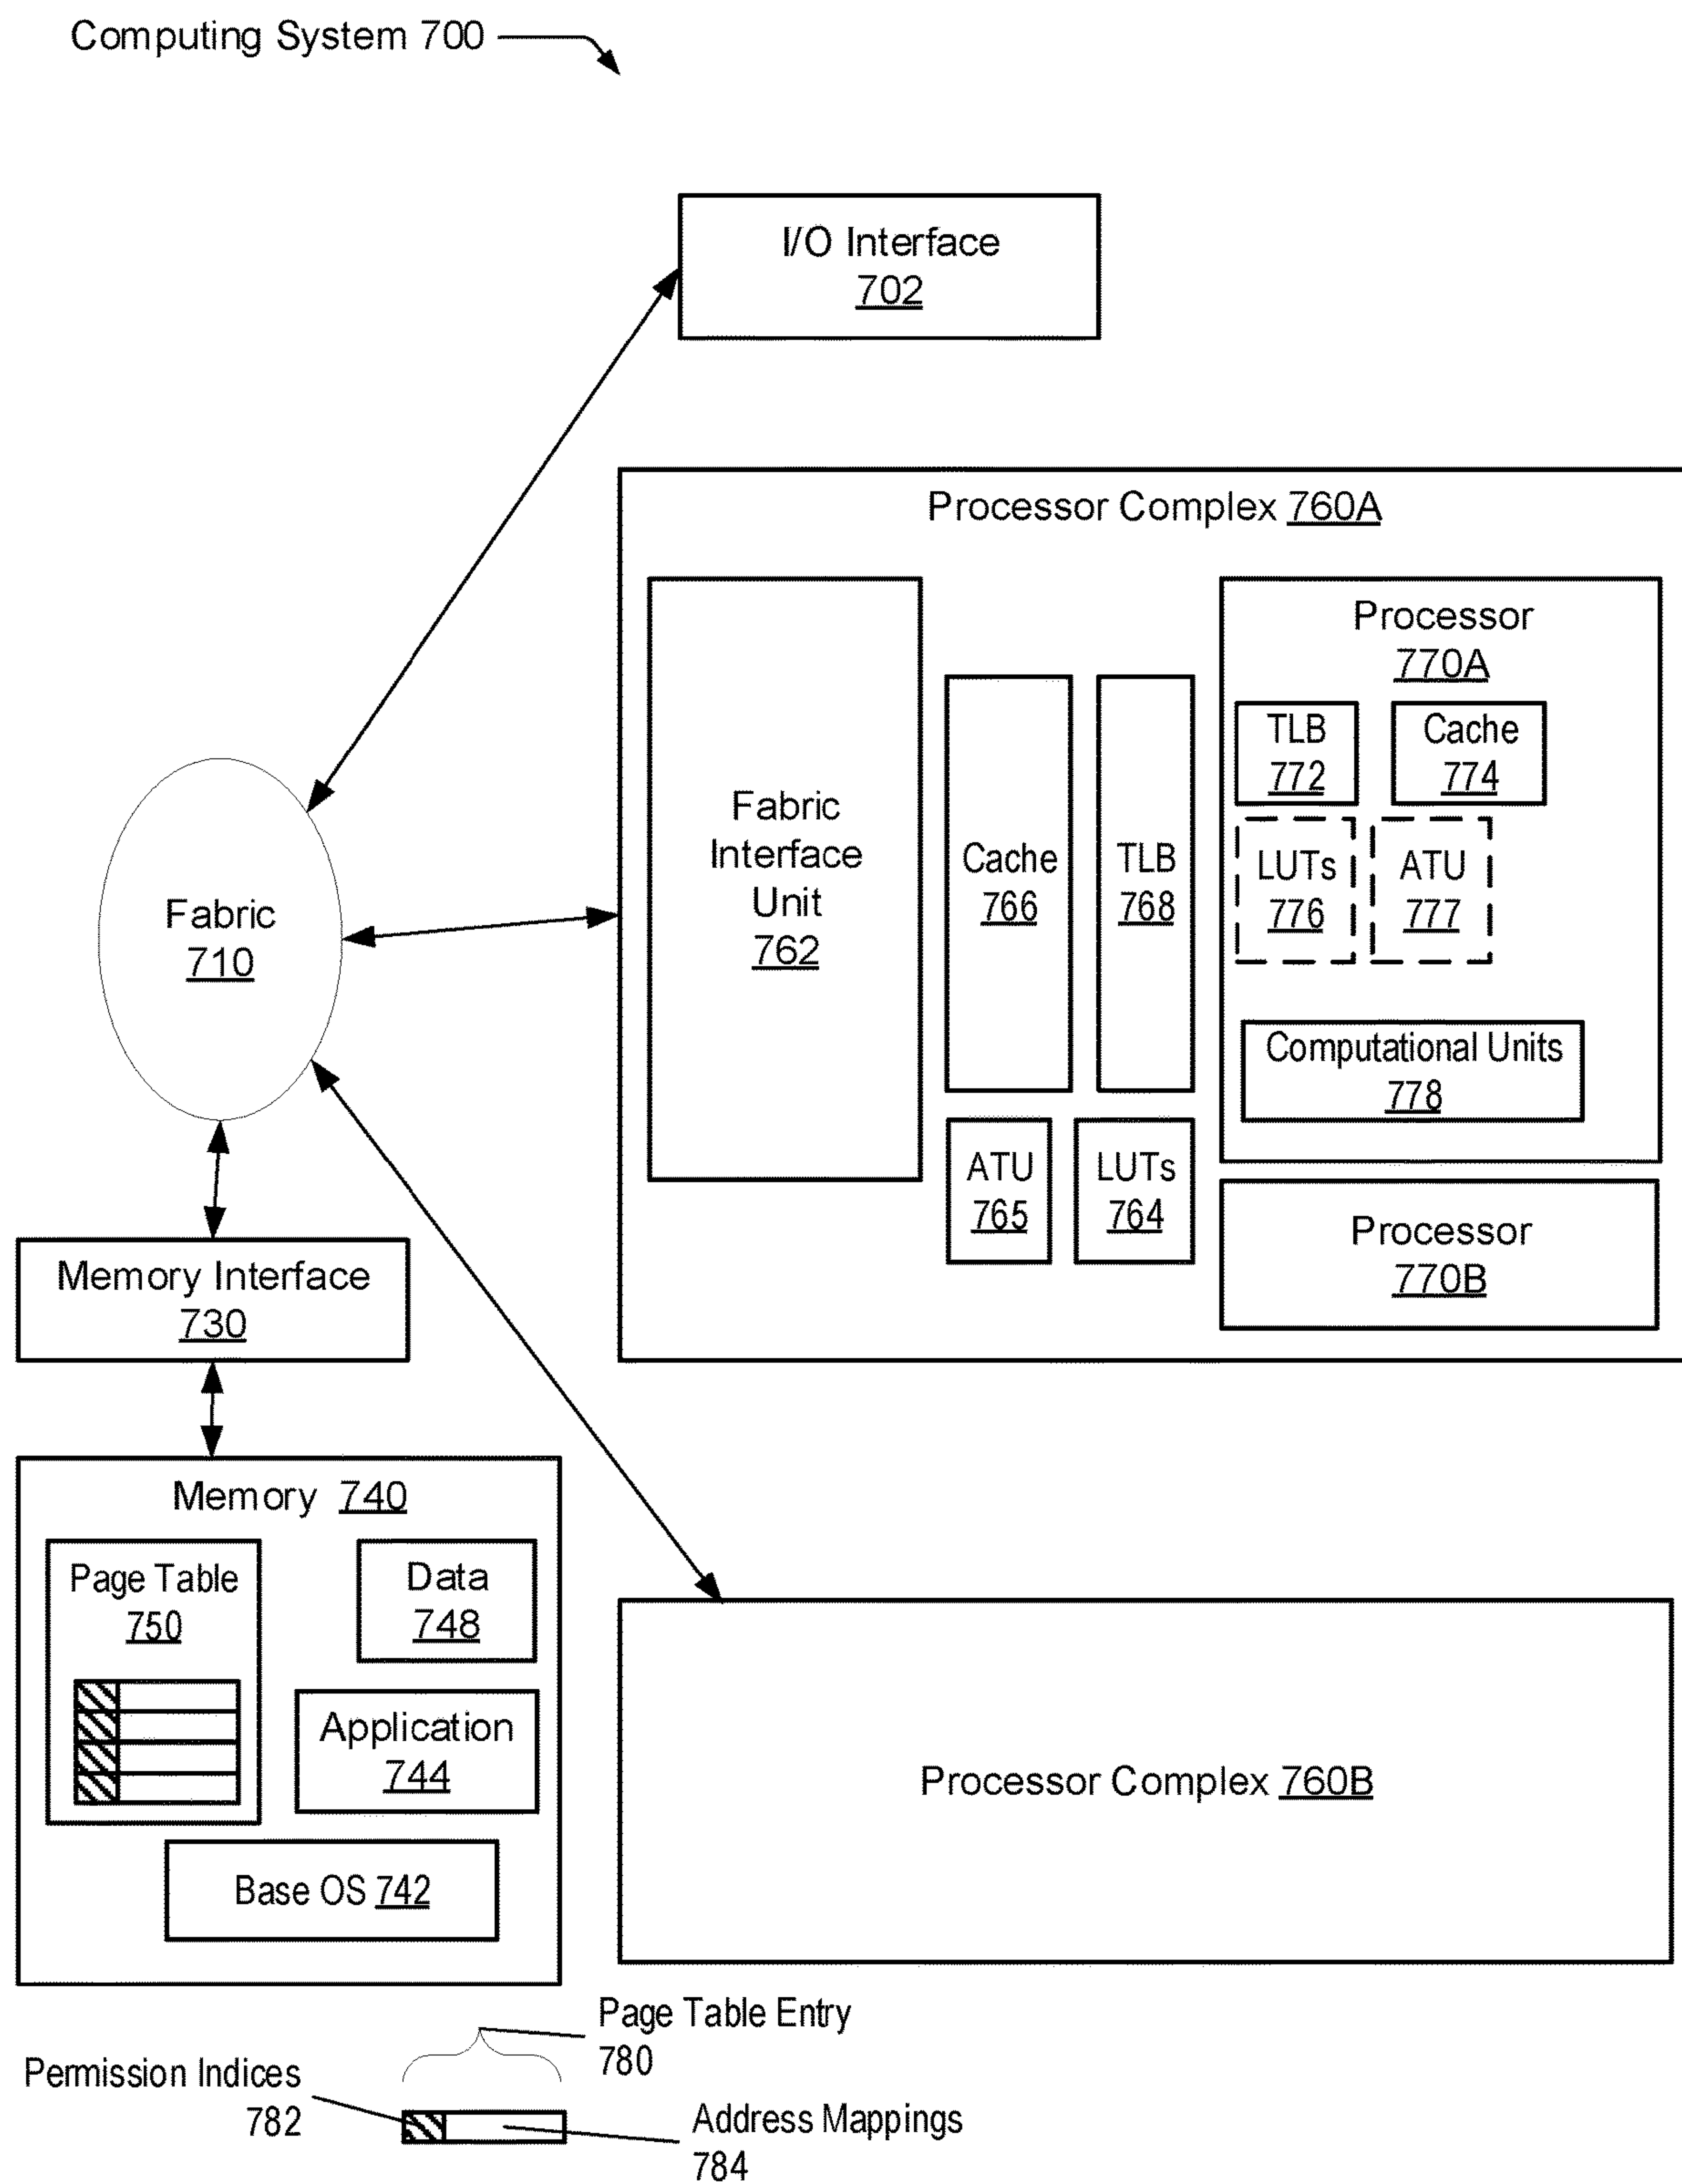 Computing System 700
I/O Interface
702
Processor Complex 760A
Fabric
Interface
Unit
762
Cache
766
TLB
768
ATU
765
LUTs
764
Processor
770A
TLB
772
Cache
774
LUTs
776
ATU
777
Computational Units
778
Processor
770B
Fabric
710
Memory Interface
730
Memory 740
Page Table
750
Data
748
Application
744
Base OS 742
Processor Complex 760B
Page Table Entry
780
Permission Indices
782
Address Mappings
784